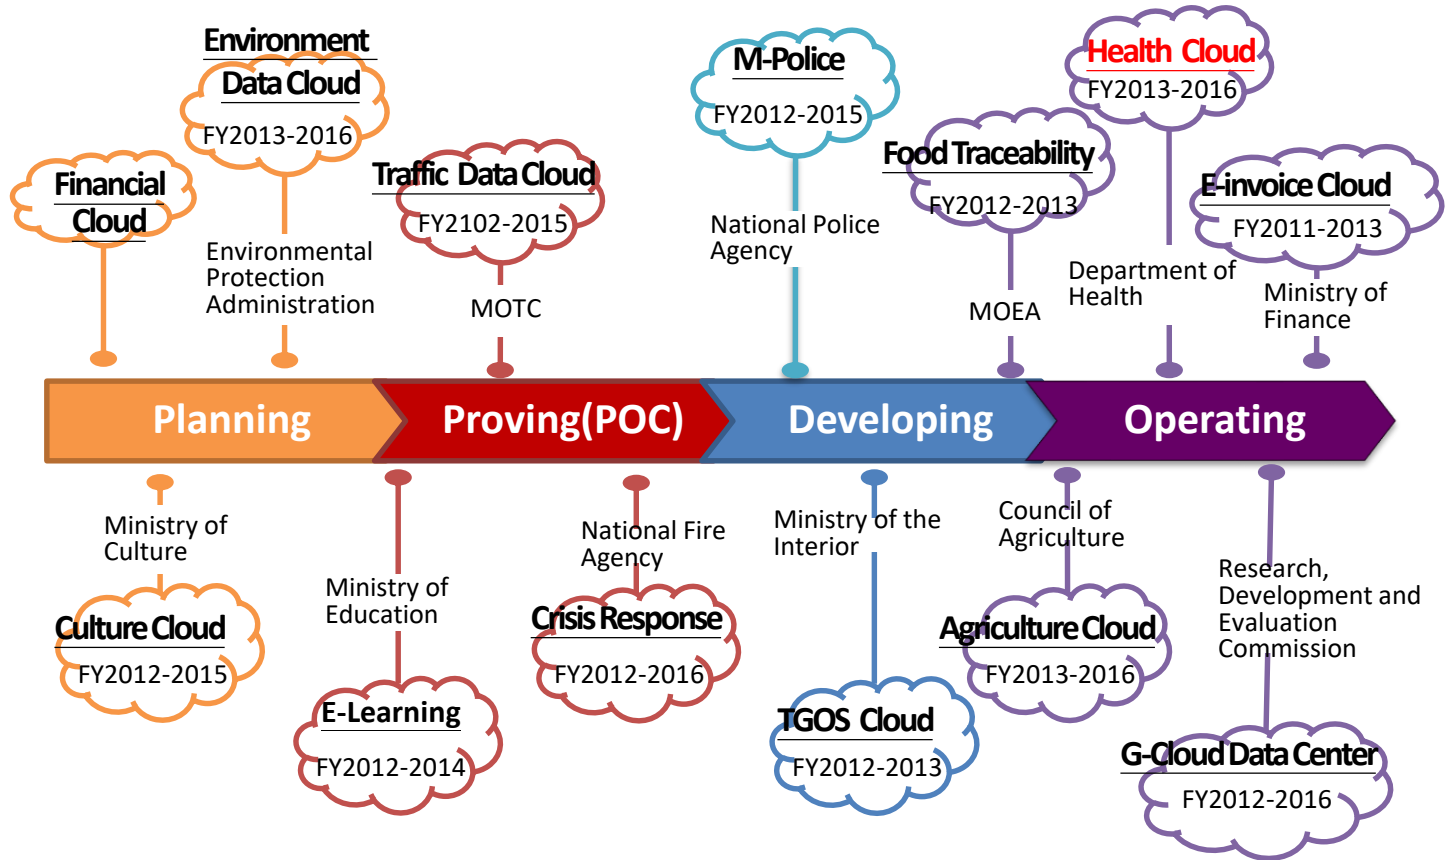 Environment
Data Cloud
FY2013-2016
Financial
Cloud
Environmental
Protection
Administration
Traffic Data Cloud
FY2102-2015
MOTC
M-Police
FY2012-2015
National Police
Agency
Food Traceability
FY2012-2013
MOEA
Health Cloud
FY2013-2016
Department of
Health
E-invoice Cloud
FY2011-2013
Ministry of
Finance
Planning
Proving(POC)
Developing
Operating
Ministry of
Culture
Culture Cloud
FY2012-2015
Ministry of
Education
E-Learning
FY2012-2014
National Fire
Agency
Crisis Response
FY2012-2016
Ministry of the
Interior
TGOS Cloud
FY2012-2013
Council of
Agriculture
Agriculture Cloud
FY2013-2016
Research,
Development and
Evaluation
Commission
G-Cloud Data Center
FY2012-2016